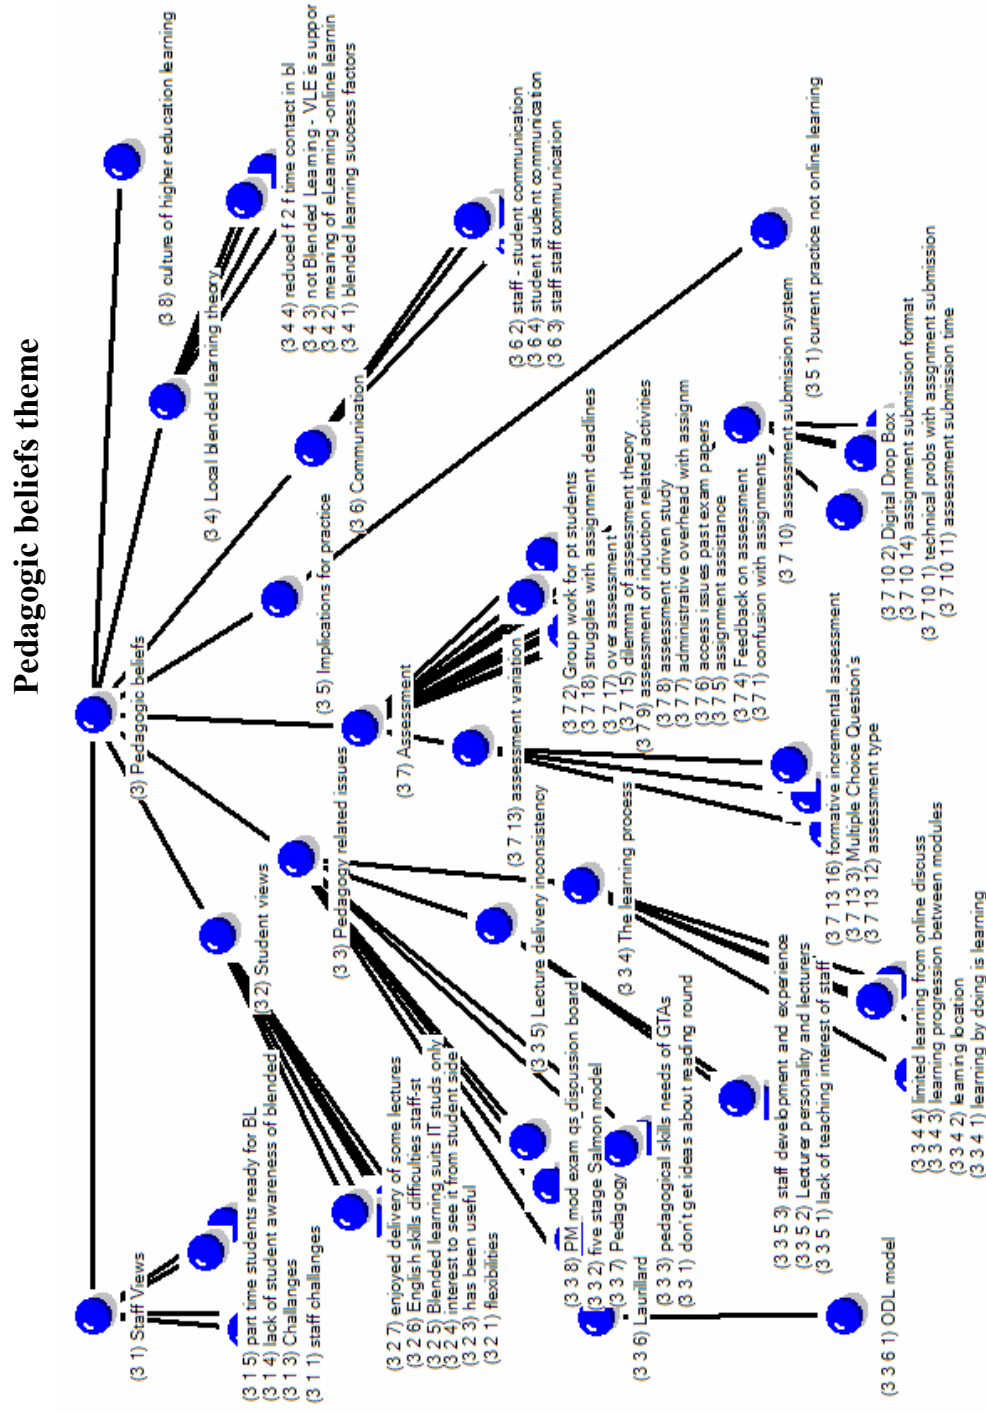 Pedagogic beliefs theme
(3) Pedagogic beliefs
(3 1) Staff Views
(3 1 5) part time students ready for BL
(3 1 4) lack of student awareness of blended
(3 1 3) Challanges
(3 1 1) staff challanges
(3 2) Student views
(3 2 7) enjoyed delivery of some lectures
(3 2 6) English skills difficulties staff-st
(3 2 5) Blended learning suits IT studs only
(3 2 4) interest to see it from student side
(3 2 3) has been useful
(3 2 1) flexibilities
(3 3) Pedagogy related issues
(3 3 8) PM mod exam qs discussion board
(3 3 2) five stage Salmon model
(3 3 7) Pedagogy
(3 3 6) Laurillard
(3 3 3) pedagogical skills needs of GTAs
(3 3 1) don't get ideas about reading round
(3 3 6 1) ODL model
(3 3 5) Lecture delivery inconsistency
(3 3 5 3) staff development and experience
(3 3 5 2) Lecturer personality and lecturers
(3 3 5 1) lack of teaching interest of staff
(3 3 4) The learning process
(3 3 4 4) limited learning from online discuss
(3 3 4 3) learning progression between modules
(3 3 4 2) learning location
(3 3 4 1) learning by doing is learning
(3 7) Assessment
(3 7 13) assessment variation
(3 7 13 16) formative incremental assessment
(3 7 13 3) Multiple Choice Question's
(3 7 13 12) assessment type
(3 7 2) Group work for pt students
(3 7 18) struggles with assignment deadlines
(3 7 17) over assessment
(3 7 15) dilemma of assessment theory
(3 7 9) assessment of induction related activities
(3 7 8) assessment driven study
(3 7 7) administrative overhead with assignm
(3 7 6) access issues past exam papers
(3 7 5) assignment assistance
(3 7 4) Feedback on assessment
(3 7 1) confusion with assignments
(3 7 10) assessment submission system
(3 7 10 2) Digital Drop Box
(3 7 10 14) assignment submission format
(3 7 10 1) technical probs with assgnment submission
(3 7 10 11) assessment submission time
(3 5) Implications for practice
(3 5 1) current practice not online learning
(3 6) Communication
(3 6 2) staff - student communication
(3 6 4) student student communication
(3 6 3) staff staff communication
(3 4) Local blended learning theory
(3 4 4) reduced f 2 f time contact in bl
(3 4 3) not Blended Learning - VLE is suppor
(3 4 2) meaning of eLearning -online learnin
(3 4 1) blended learning success factors
(3 8) culture of higher education learning